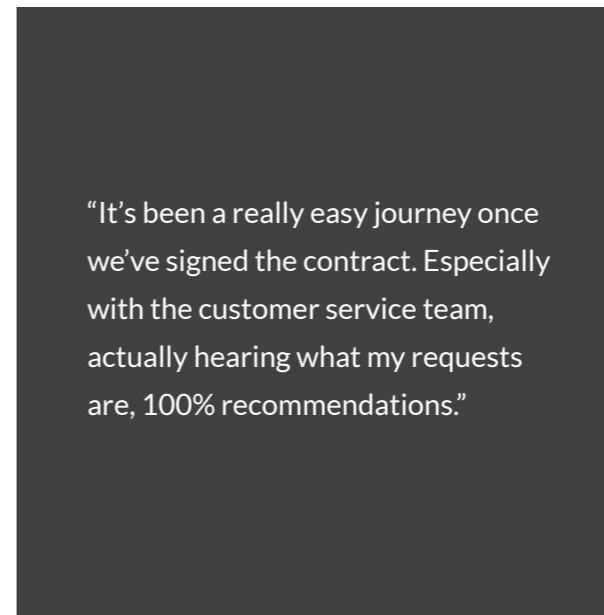 “It’s been a really easy journey once
we’ve signed the contract. Especially
with the customer service team,
actually hearing what my requests
are, 100% recommendations.”